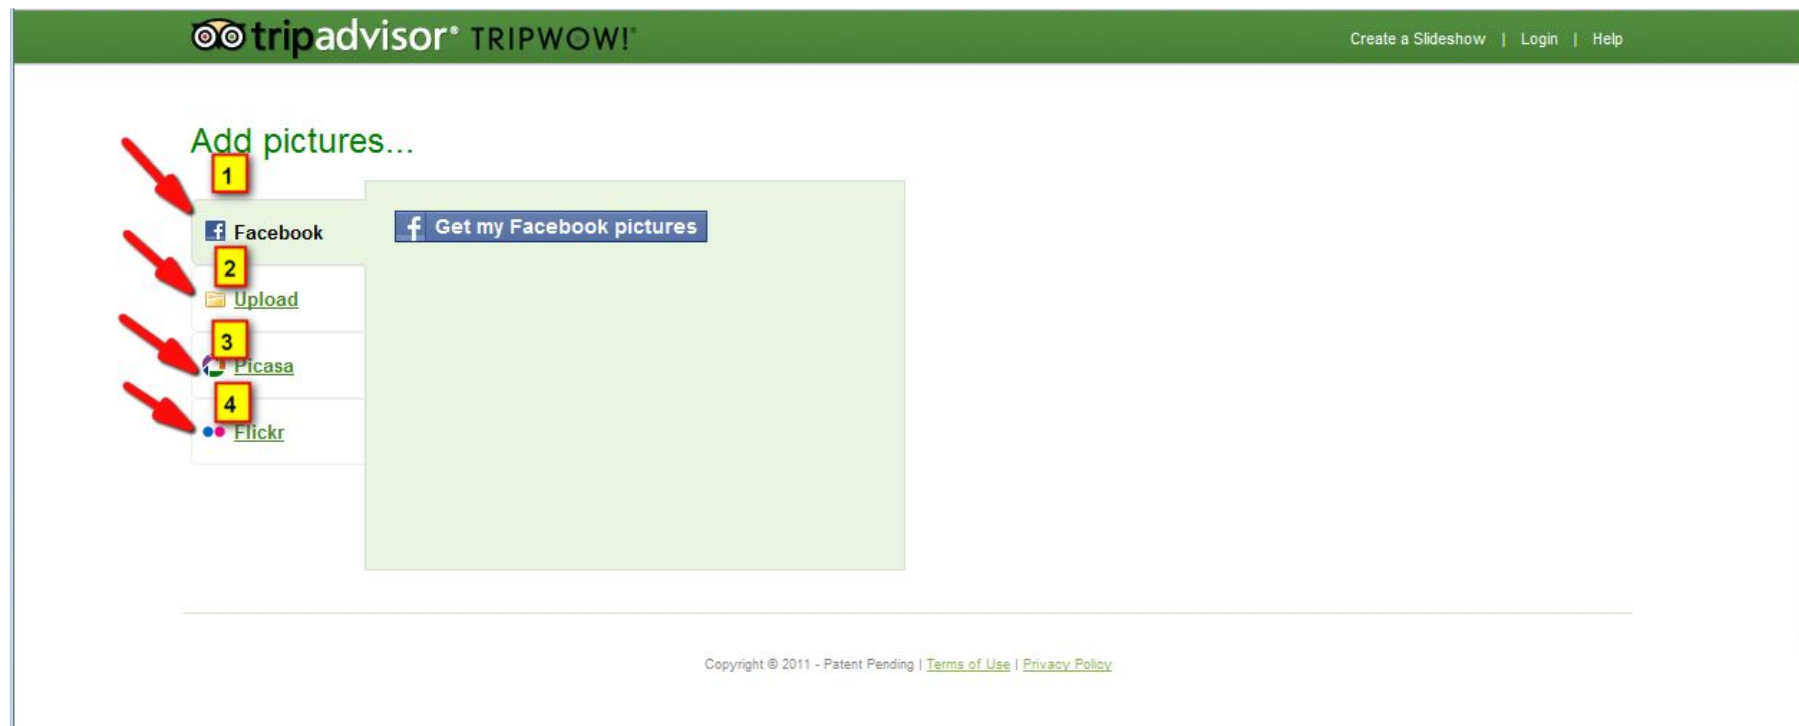 tripadvisor® TRIPWOW!
Create a Slideshow | Login | Help
Add pictures...
1
Facebook
Get my Facebook pictures
2
Upload
3
Picasa
4
Flickr
Copyright © 2011 - Patent Pending | Terms of Use | Privacy Policy